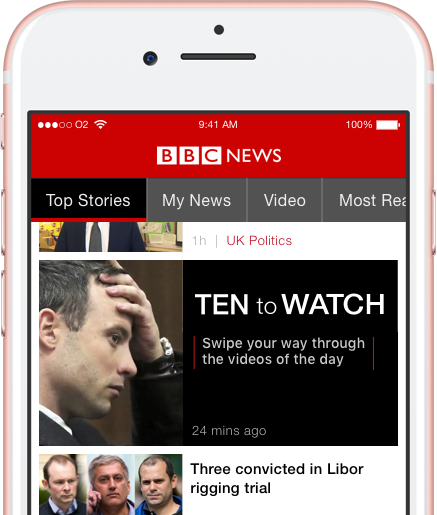 O2 9:41 AM 100%
BBC NEWS
Top Stories My News Video Most Rea
1h | UK Politics
TEN to WATCH
Swipe your way through
the videos of the day
24 mins ago
Three convicted in Libor
rigging trial